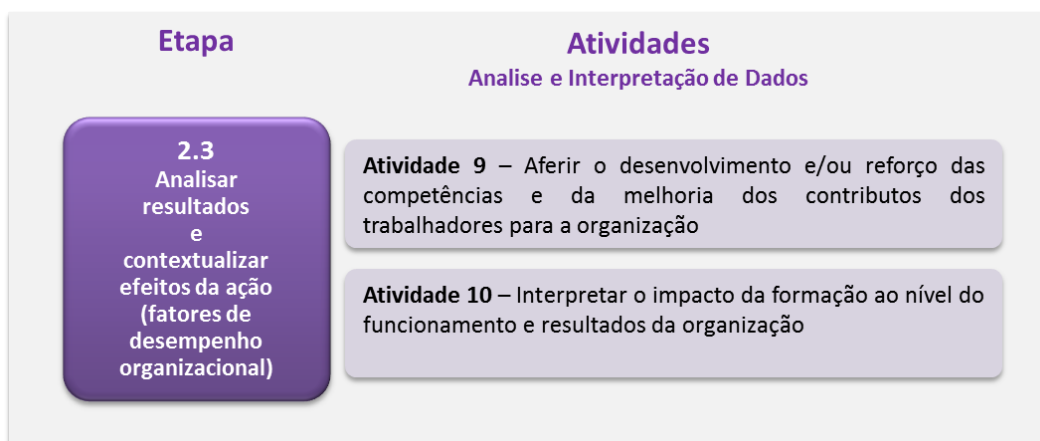 Etapa
Atividades
Analise e Interpretação de Dados
2.3
Analisar
resultados
e
contextualizar
efeitos da ação
(fatores de
desempenho
organizacional)
Atividade 9 – Aferir o desenvolvimento e/ou reforço das
competências e da melhoria dos contributos dos
trabalhadores para a organização
Atividade 10 – Interpretar o impacto da formação ao nível do
funcionamento e resultados da organização